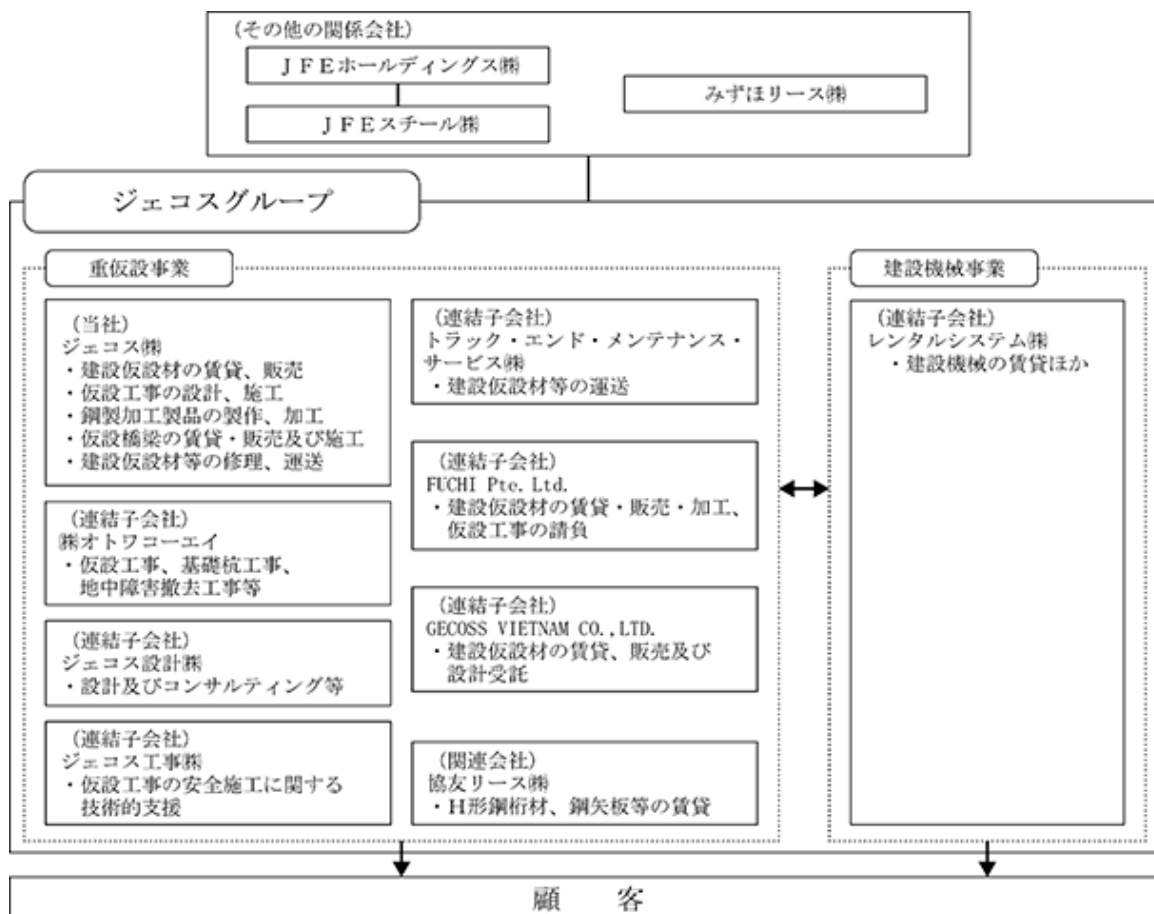 (その他の関係会社)
ＪＦＥホールディングス㈱
ＪＦＥスチール㈱
みずほリース㈱
ジェコスグループ
重仮設事業
(当社)
ジェコス㈱
・建設仮設材の賃貸、販売
・仮設工事の設計、施工
・鋼製加工製品の製作、加工
・仮設橋梁の賃貸・販売及び施工
・建設仮設材等の修理、運送
(連結子会社)
㈱オトワコーエイ
・仮設工事、基礎杭工事、
地中障害撤去工事等
(連結子会社)
ジェコス設計㈱
・設計及びコンサルティング等
(連結子会社)
ジェコス工事㈱
・仮設工事の安全施工に関する
技術的支援
(連結子会社)
トラック・エンド・メンテナンス・
サービス㈱
・建設仮設材等の運送
(連結子会社)
FUCHI Pte.Ltd.
・建設仮設材の賃貸・販売・加工、
仮設工事の請負
(連結子会社)
GECOSS VIETNAM CO.,LTD.
・建設仮設材の賃貸、販売及び
設計受託
(関連会社)
協友リース㈱
・Ｈ形鋼桁材、鋼矢板等の賃貸
建設機械事業
(連結子会社)
レンタルシステム㈱
・建設機械の賃貸ほか
顧　客